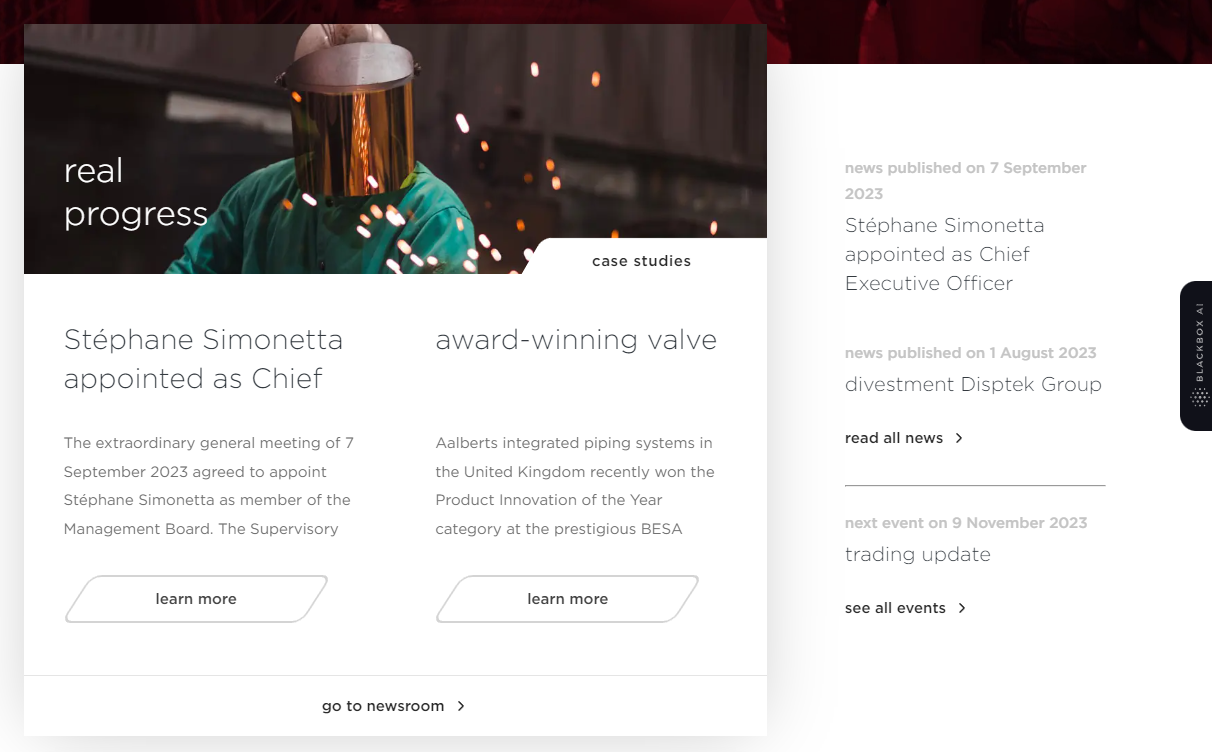 real
progress
case studies
Stéphane Simonetta
appointed as Chief
The extraordinary general meeting of 7
September 2023 agreed to appoint
Stéphane Simonetta as member of the
Management Board. The Supervisory
learn more
award-winning valve
Aalberts integrated piping systems in
the United Kingdom recently won the
Product Innovation of the Year
category at the prestigious BESA
learn more
go to newsroom
news published on 7 September
2023
Stéphane Simonetta
appointed as Chief
Executive Officer
news published on 1 August 2023
divestment Disptek Group
read all news
next event on 9 November 2023
trading update
see all events
BLACKBOX AI